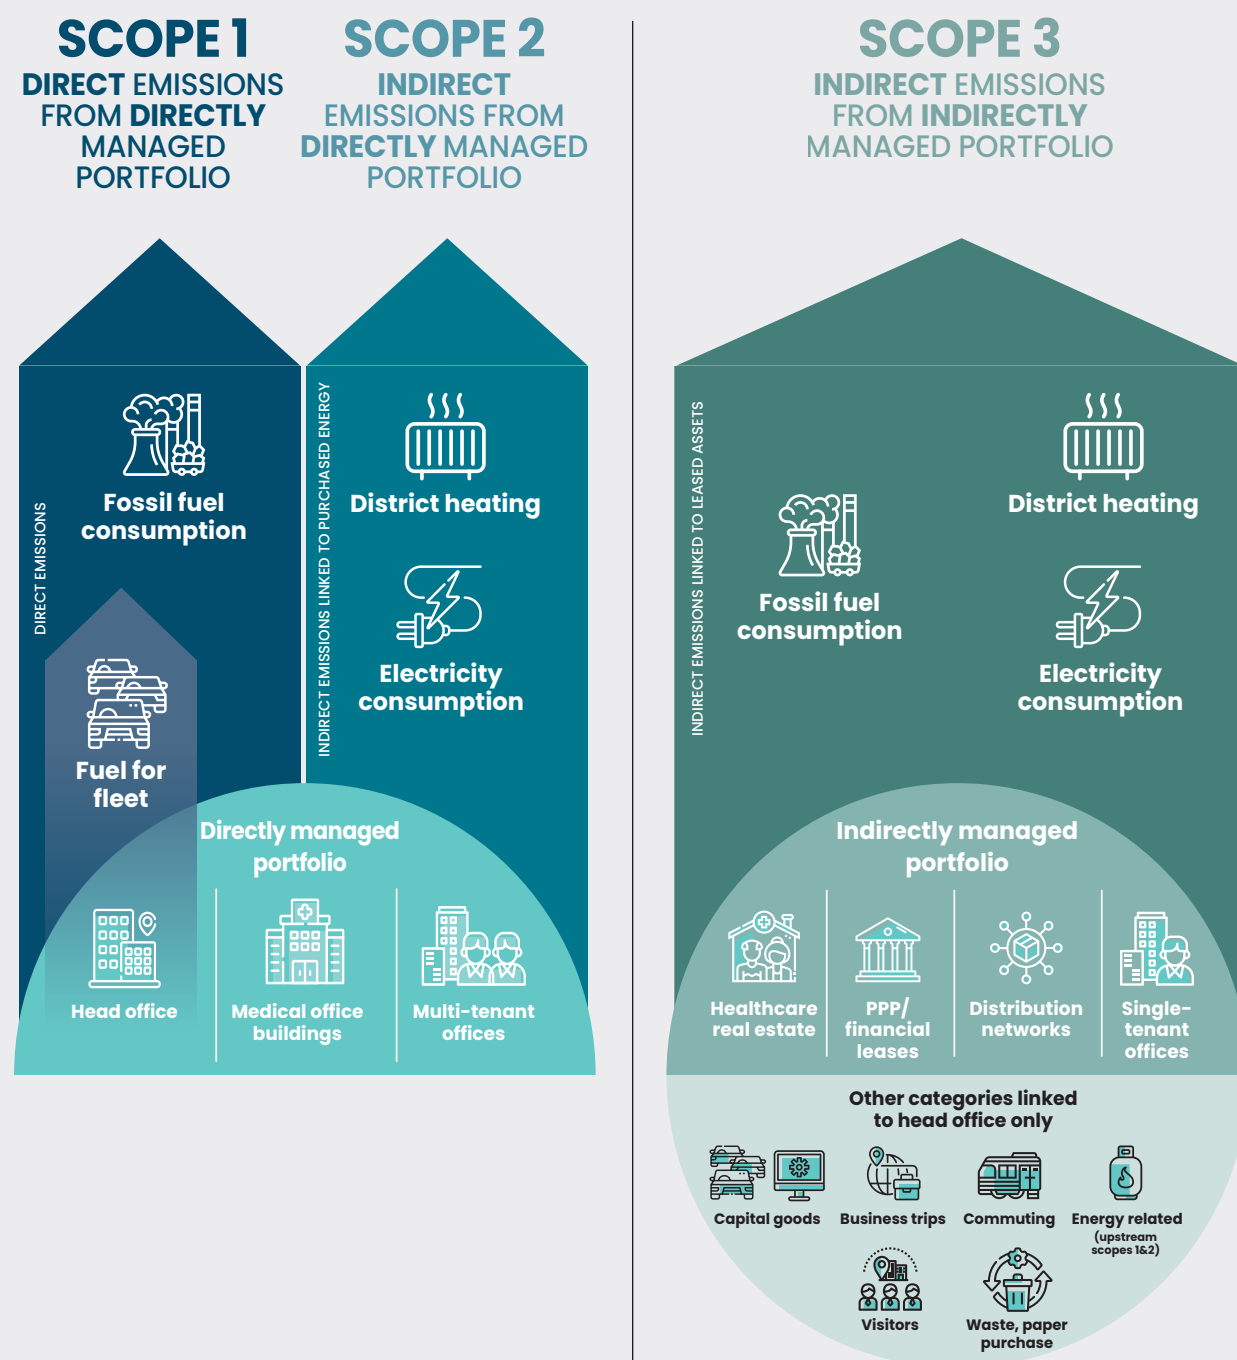 SCOPE 1
DIRECT EMISSIONS
FROM DIRECTLY
MANAGED
PORTFOLIO
SCOPE 2
INDIRECT
EMISSIONS FROM
DIRECTLY MANAGED
PORTFOLIO
SCOPE 3
INDIRECT EMISSIONS
FROM INDIRECTLY
MANAGED PORTFOLIO
DIRECT EMISSIONS
Fossil fuel
consumption
Fuel for
fleet
INDIRECT EMISSIONS LINKED TO PURCHASED ENERGY
District heating
Electricity
consumption
Directly managed
portfolio
Head office
Medical office
buildings
Multi-tenant
offices
INDIRECT EMISSIONS LINKED TO LEASED ASSETS
Fossil fuel
consumption
District heating
Electricity
consumption
Indirectly managed
portfolio
Healthcare
real estate
PPP/
financial
leases
Distribution
networks
Single-
tenant
offices
Other categories linked
to head office only
Capital goods
Business trips
Commuting
Energy related
(upstream
scopes 1&2)
Visitors
Waste, paper
purchase